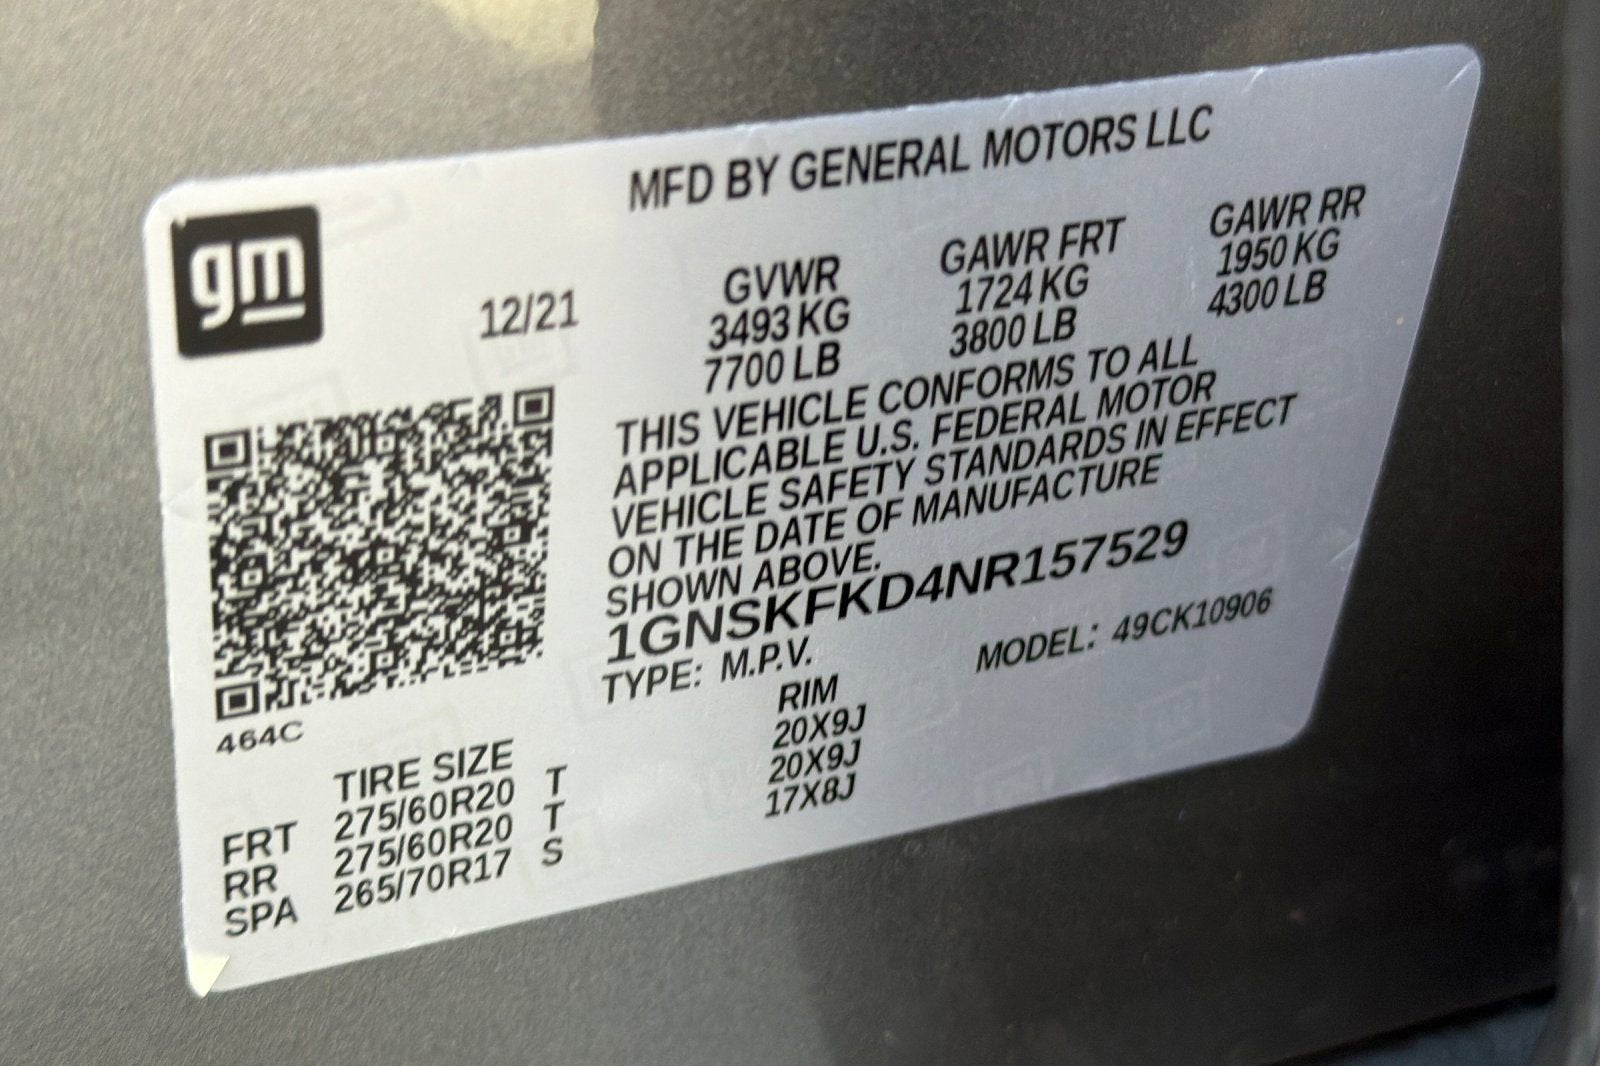 MFD BY GENERAL MOTORS LLC
gm
12/21
GVWR GAWR FRT GAWR RR
3493 KG 1724 KG 1950 KG
7700 LB 3800 LB 4300 LB
THIS VEHICLE CONFORMS TO ALL
APPLICABLE U.S. FEDERAL MOTOR
VEHICLE SAFETY STANDARDS IN EFFECT
ON THE DATE OF MANUFACTURE
SHOWN ABOVE.
1GNSKFKD4NR157529
TYPE: M.P.V. MODEL: 49CK10906
464C
TIRE SIZE RIM
FRT 275/60R20 T 20X9J
RR 275/60R20 T 20X9J
SPA 265/70R17 S 17X8J